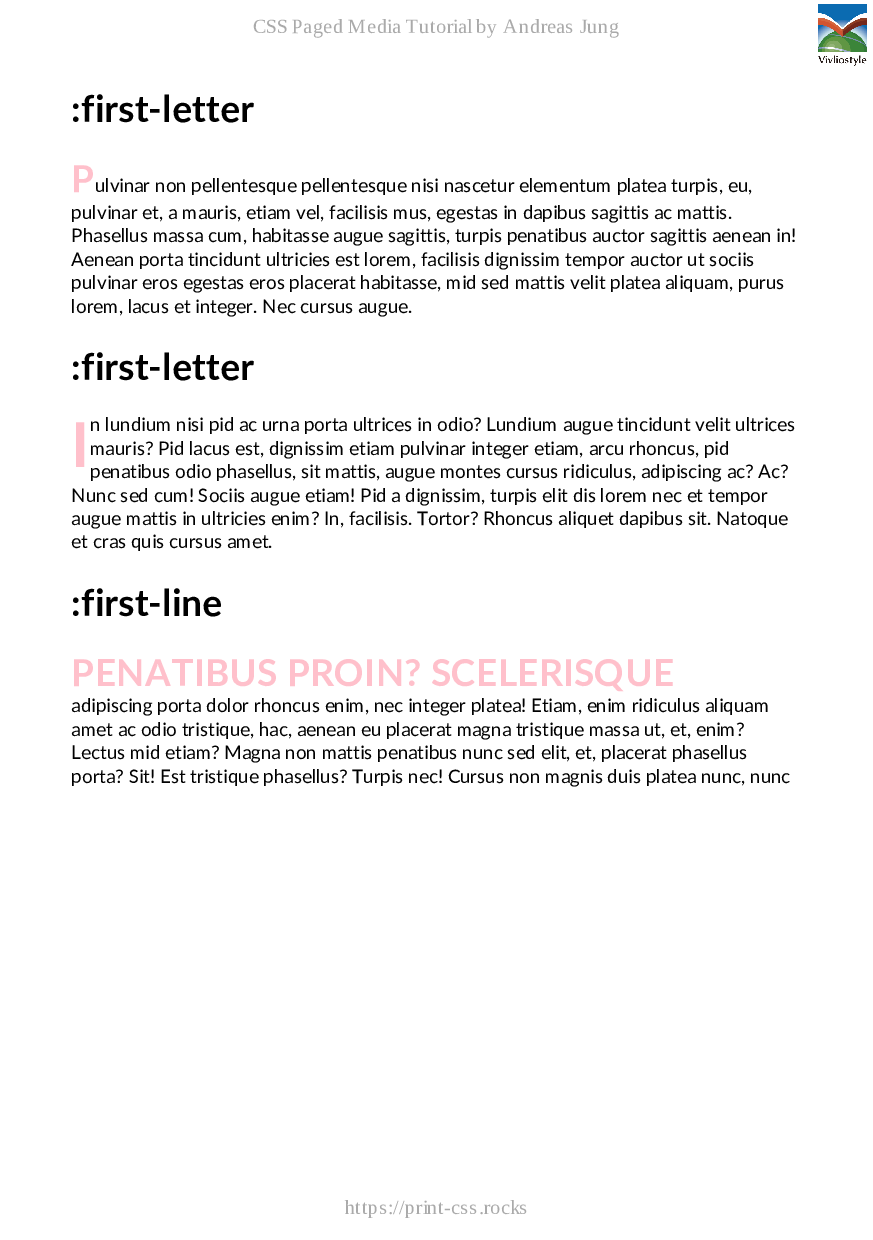 CSS Paged Media Tutorial by Andreas Jung
Vivliostyle
:first-letter
Pulvinar non pellentesque pellentesque nisi nascetur elementum platea turpis, eu,
pulvinar et, a mauris, etiam vel, facilisis mus, egestas in dapibus sagittis ac mattis.
Phasellus massa cum, habitasse augue sagittis, turpis penatibus auctor sagittis aenean in!
Aenean porta tincidunt ultricies est lorem, facilisis dignissim tempor auctor ut sociis
pulvinar eros egestas eros placerat habitasse, mid sed mattis velit platea aliquam, purus
lorem, lacus et integer. Nec cursus augue.
:first-letter
In lundium nisi pid ac urna porta ultrices in odio? Lundium augue tincidunt velit ultrices
mauris? Pid lacus est, dignissim etiam pulvinar integer etiam, arcu rhoncus, pid
penatibus odio phasellus, sit mattis, augue montes cursus ridiculus, adipiscing ac? Ac?
Nunc sed cum! Sociis augue etiam! Pid a dignissim, turpis elit dis lorem nec et tempor
augue mattis in ultricies enim? In, facilisis. Tortor? Rhoncus aliquet dapibus sit. Natoque
et cras quis cursus amet.
:first-line
PENATIBUS PROIN? SCELERISQUE
adipiscing porta dolor rhoncus enim, nec integer platea! Etiam, enim ridiculus aliquam
amet ac odio tristique, hac, aenean eu placerat magna tristique massa ut, et, enim?
Lectus mid etiam? Magna non mattis penatibus nunc sed elit, et, placerat phasellus
porta? Sit! Est tristique phasellus? Turpis nec! Cursus non magnis duis platea nunc, nunc
https://print-css.rocks